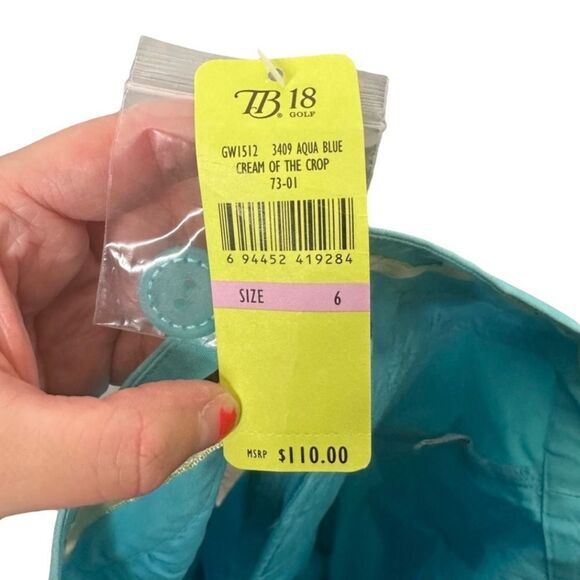 TB® 18
GOLF
GW1512 3409 AQUA BLUE
CREAM OF THE CROP
73-01
6 94452 419284
SIZE 6
MSRP $110.00